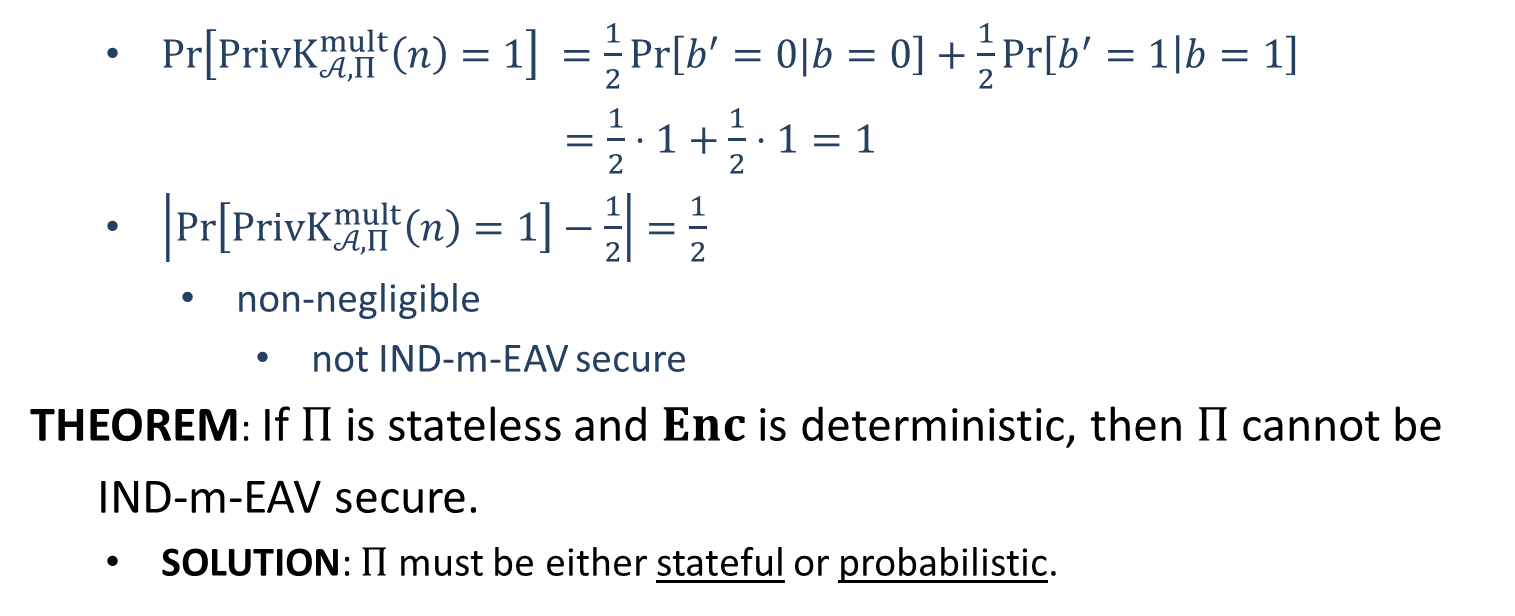 • Pr[PrivK^{mult}_{𝒜,Π}(n) = 1] = 1/2 Pr[b′ = 0|b = 0] + 1/2 Pr[b′ = 1|b = 1]
= 1/2 · 1 + 1/2 · 1 = 1
• |Pr[PrivK^{mult}_{𝒜,Π}(n) = 1] − 1/2| = 1/2
• non-negligible
• not IND-m-EAV secure
THEOREM: If Π is stateless and Enc is deterministic, then Π cannot be
IND-m-EAV secure.
• SOLUTION: Π must be either stateful or probabilistic.